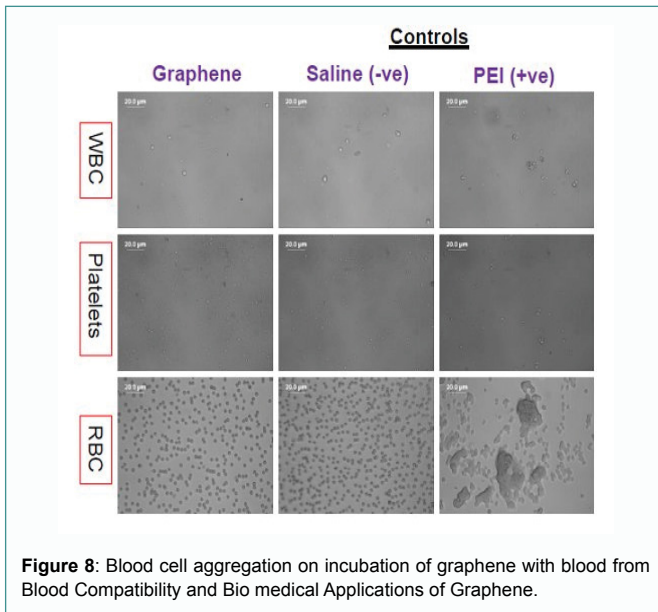 Controls
Graphene Saline (-ve) PEI (+ve)
WBC
20.0 µm 20.0 µm 20.0 µm
Platelets
20.0 µm 20.0 µm 20.0 µm
RBC
20.0 µm 20.0 µm 20.0 µm
Figure 8: Blood cell aggregation on incubation of graphene with blood from
Blood Compatibility and Bio medical Applications of Graphene.